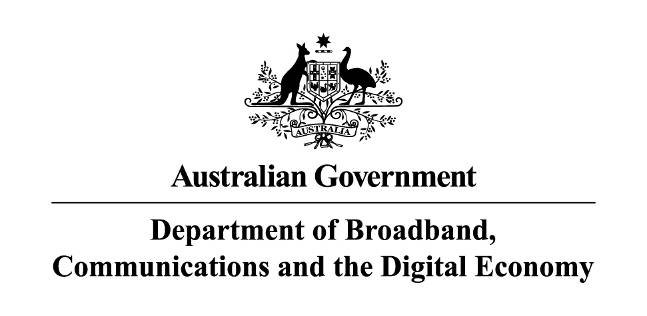 AUSTRALIA
Australian Government
Department of Broadband,
Communications and the Digital Economy